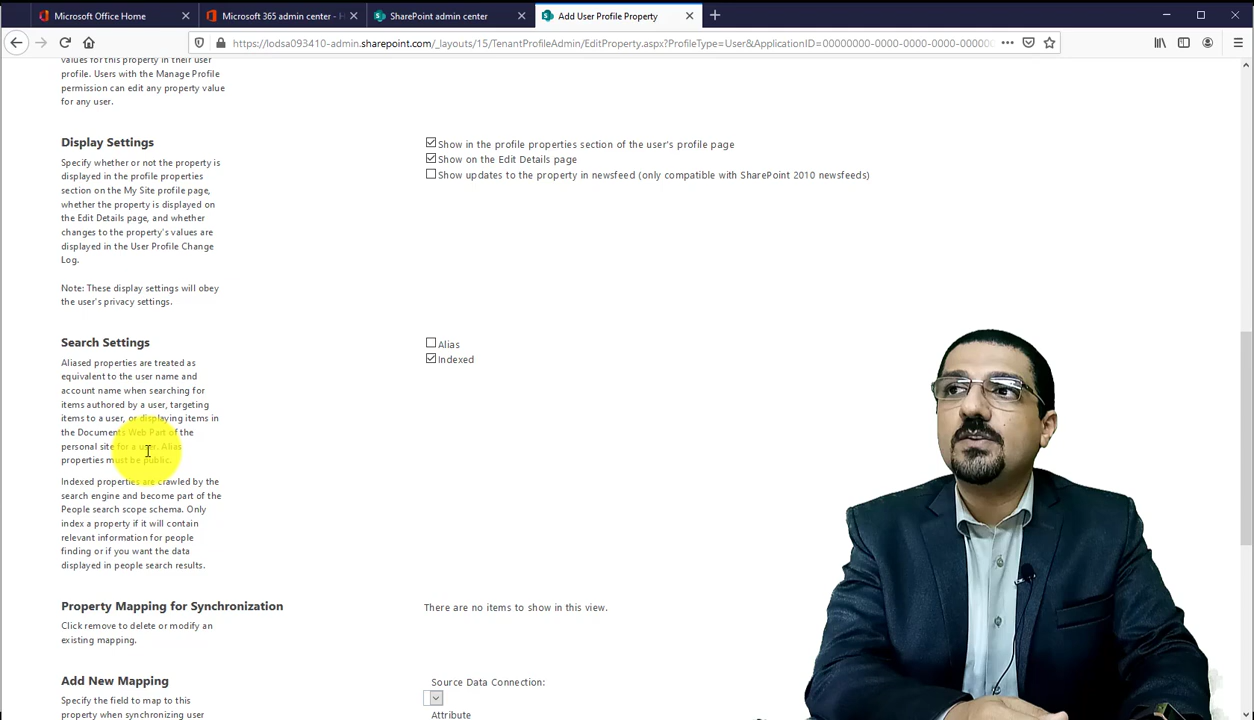 Microsoft Office Home
Microsoft 365 admin center - H
SharePoint admin center
Add User Profile Property
https://lodsa093410-admin.sharepoint.com/_layouts/15/TenantProfileAdmin/EditProperty.aspx?ProfileType=User&ApplicationID=00000000-0000-0000-0000-00000
values for this property in their user
profile. Users with the Manage Profile
permission can edit any property value
for any user.
Display Settings
Specify whether or not the property is
displayed in the profile properties
section on the My Site profile page,
whether the property is displayed on
the Edit Details page, and whether
changes to the property's values are
displayed in the User Profile Change
Log.
Note: These display settings will obey
the user's privacy settings.
Show in the profile properties section of the user's profile page
Show on the Edit Details page
Show updates to the property in newsfeed (only compatible with SharePoint 2010 newsfeeds)
Search Settings
Aliased properties are treated as
equivalent to the user name and
account name when searching for
items authored by a user, targeting
items to a user, or displaying items in
the Documents Web Part of the
personal site for a user. Alias
properties must be public.
Indexed properties are crawled by the
search engine and become part of the
People search scope schema. Only
index a property if it will contain
relevant information for people
finding or if you want the data
displayed in people search results.
Alias
Indexed
Property Mapping for Synchronization
Click remove to delete or modify an
existing mapping.
There are no items to show in this view.
Add New Mapping
Specify the field to map to this
property when synchronizing user
Source Data Connection:
Attribute